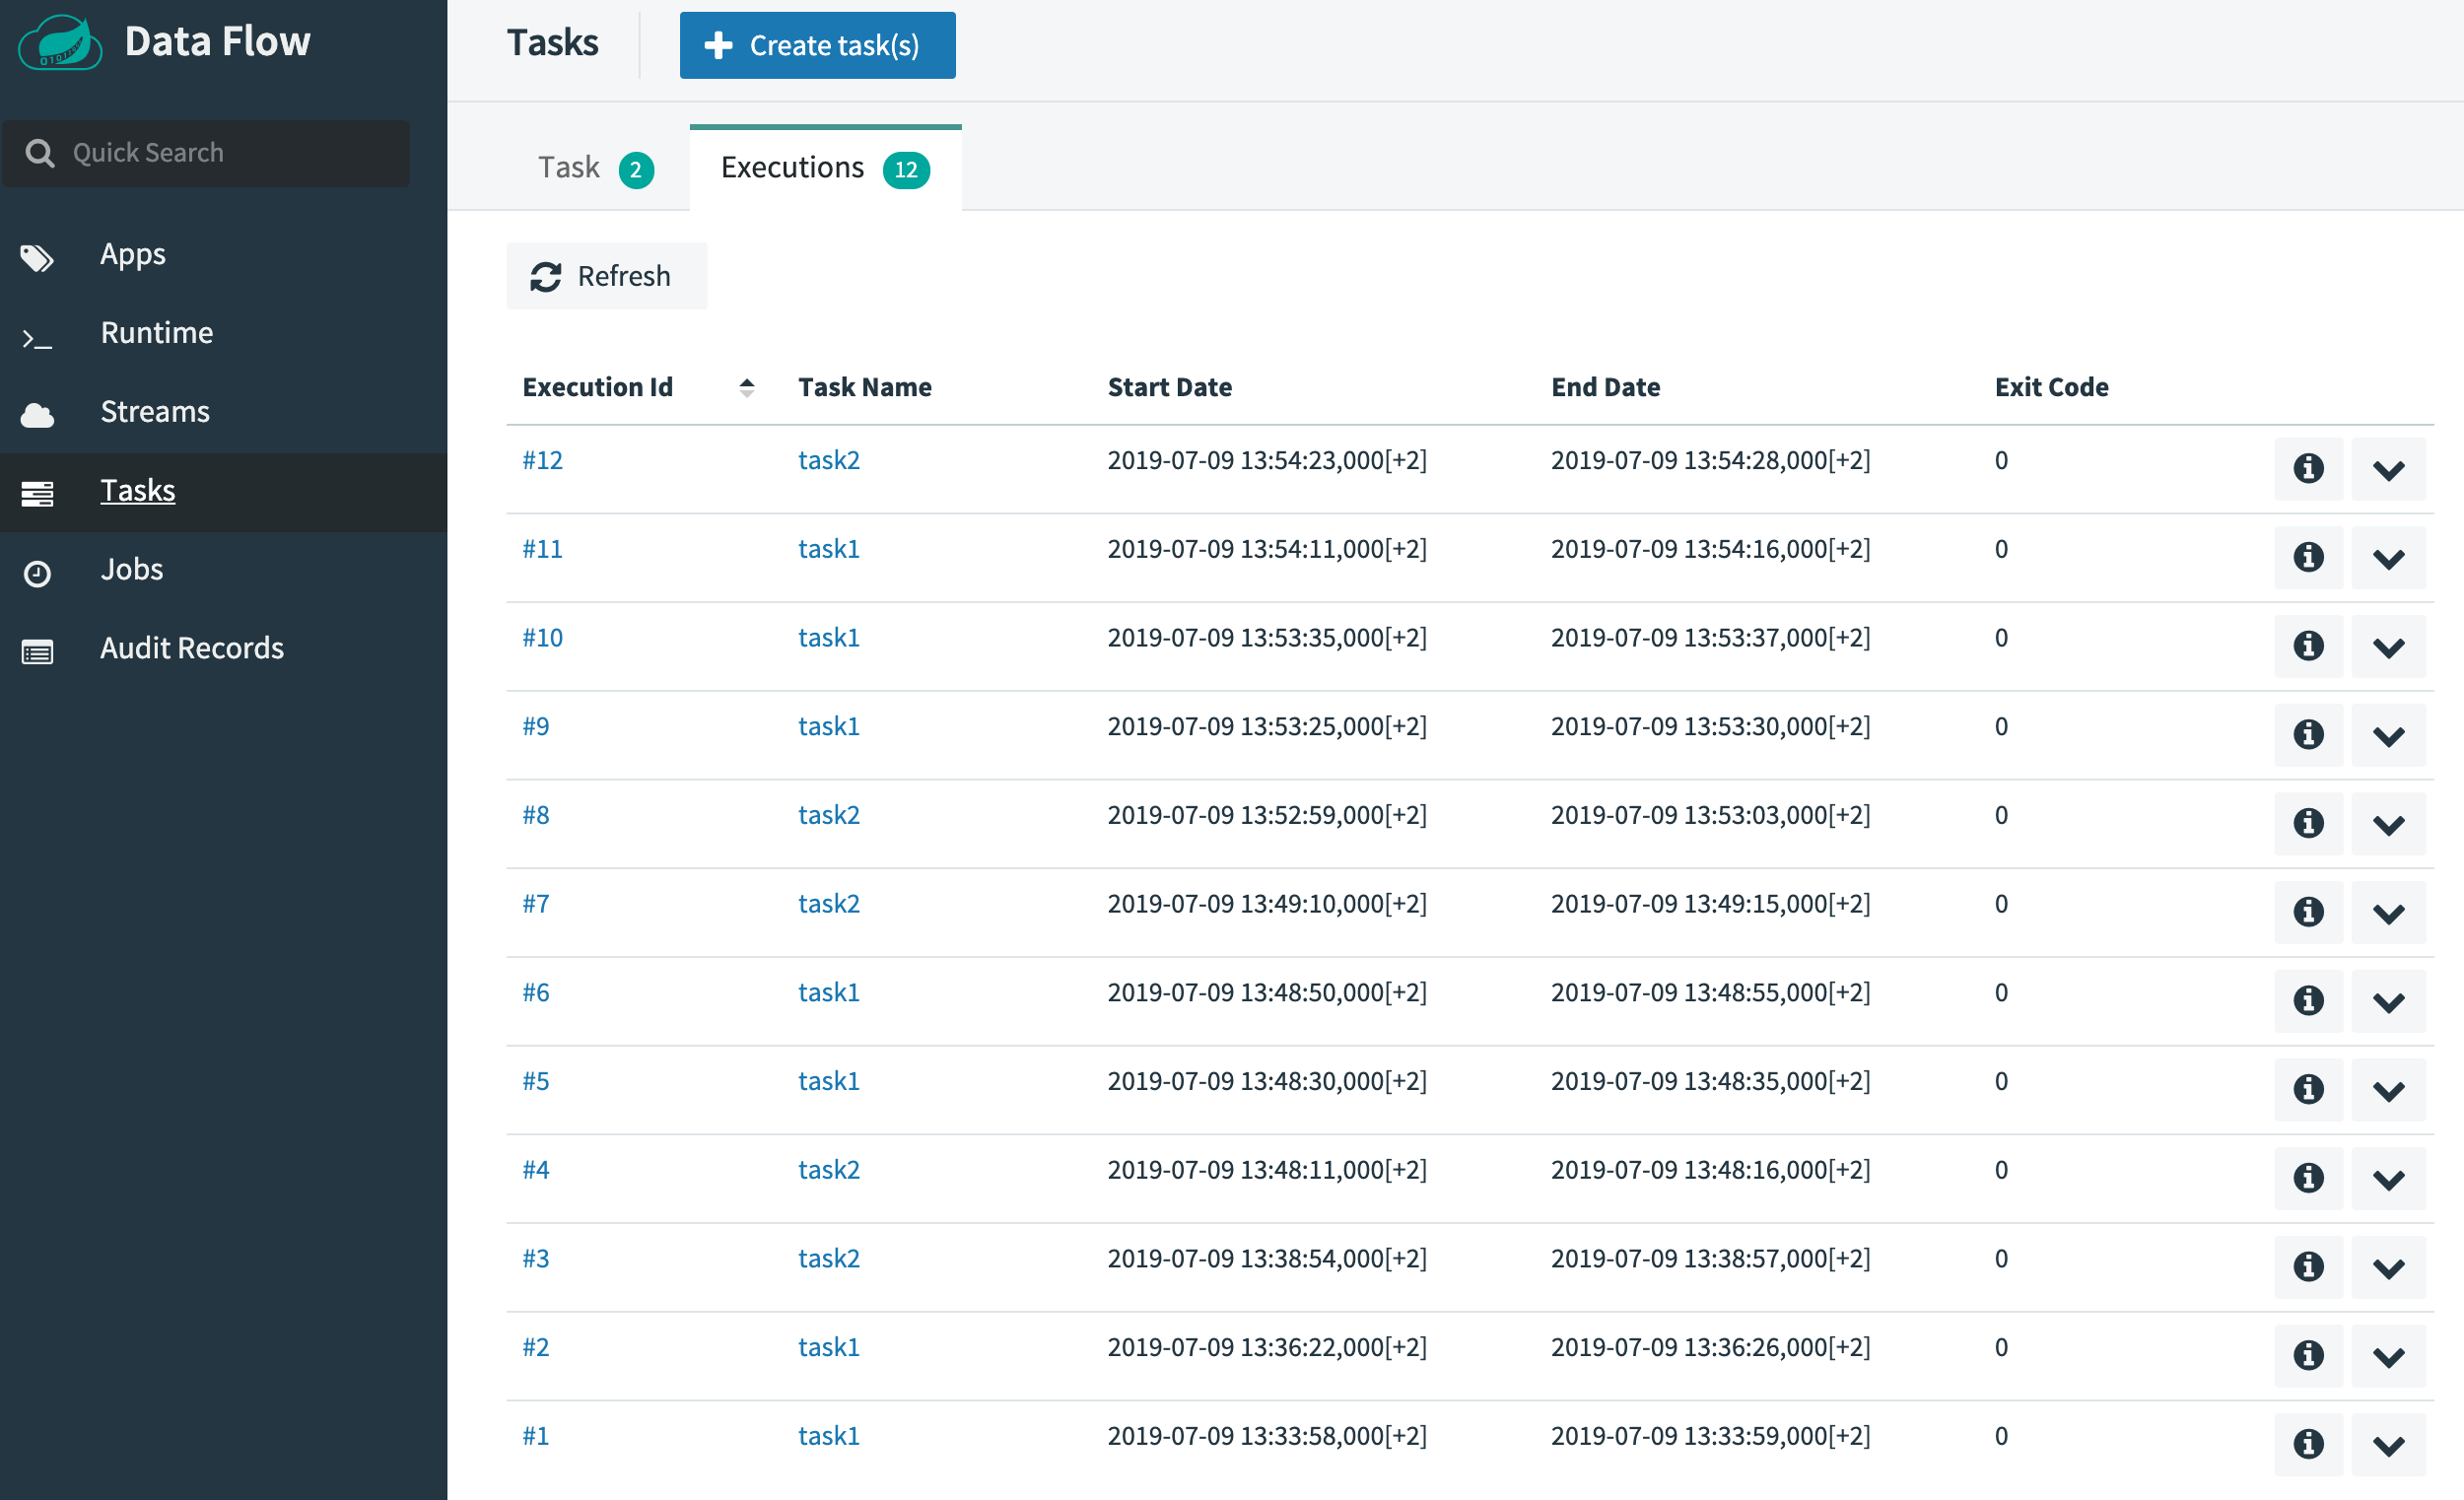 Data Flow
Quick Search
Apps
Runtime
Streams
Tasks
Jobs
Audit Records
Tasks
Create task(s)
Task 2 Executions 12
Refresh
Execution Id Task Name Start Date End Date Exit Code
#12 task2 2019-07-09 13:54:23,000[+2] 2019-07-09 13:54:28,000[+2] 0
#11 task1 2019-07-09 13:54:11,000[+2] 2019-07-09 13:54:16,000[+2] 0
#10 task1 2019-07-09 13:53:35,000[+2] 2019-07-09 13:53:37,000[+2] 0
#9 task1 2019-07-09 13:53:25,000[+2] 2019-07-09 13:53:30,000[+2] 0
#8 task2 2019-07-09 13:52:59,000[+2] 2019-07-09 13:53:03,000[+2] 0
#7 task2 2019-07-09 13:49:10,000[+2] 2019-07-09 13:49:15,000[+2] 0
#6 task1 2019-07-09 13:48:50,000[+2] 2019-07-09 13:48:55,000[+2] 0
#5 task1 2019-07-09 13:48:30,000[+2] 2019-07-09 13:48:35,000[+2] 0
#4 task2 2019-07-09 13:48:11,000[+2] 2019-07-09 13:48:16,000[+2] 0
#3 task2 2019-07-09 13:38:54,000[+2] 2019-07-09 13:38:57,000[+2] 0
#2 task1 2019-07-09 13:36:22,000[+2] 2019-07-09 13:36:26,000[+2] 0
#1 task1 2019-07-09 13:33:58,000[+2] 2019-07-09 13:33:59,000[+2] 0